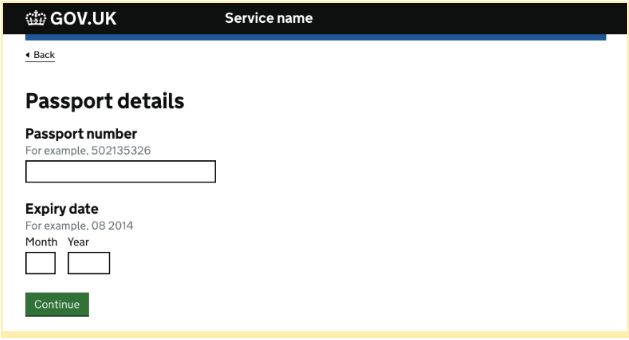 GOV.UK Service name
Back
Passport details
Passport number
For example, 502135326
Expiry date
For example, 08 2014
Month Year
Continue